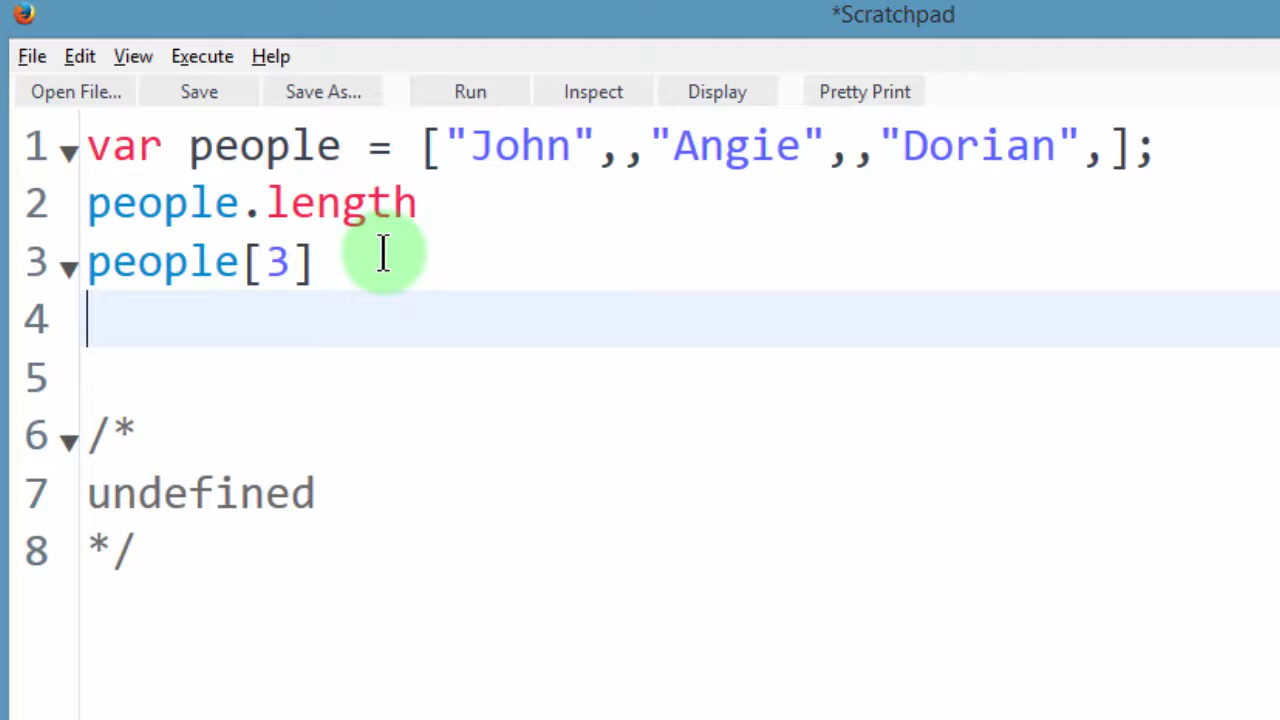 *Scratchpad
File Edit View Execute Help
Open File... Save Save As... Run Inspect Display Pretty Print
1 var people = ["John",,"Angie",,"Dorian",];
2 people.length
3 people[3]
4
5
6 /*
7 undefined
8 */